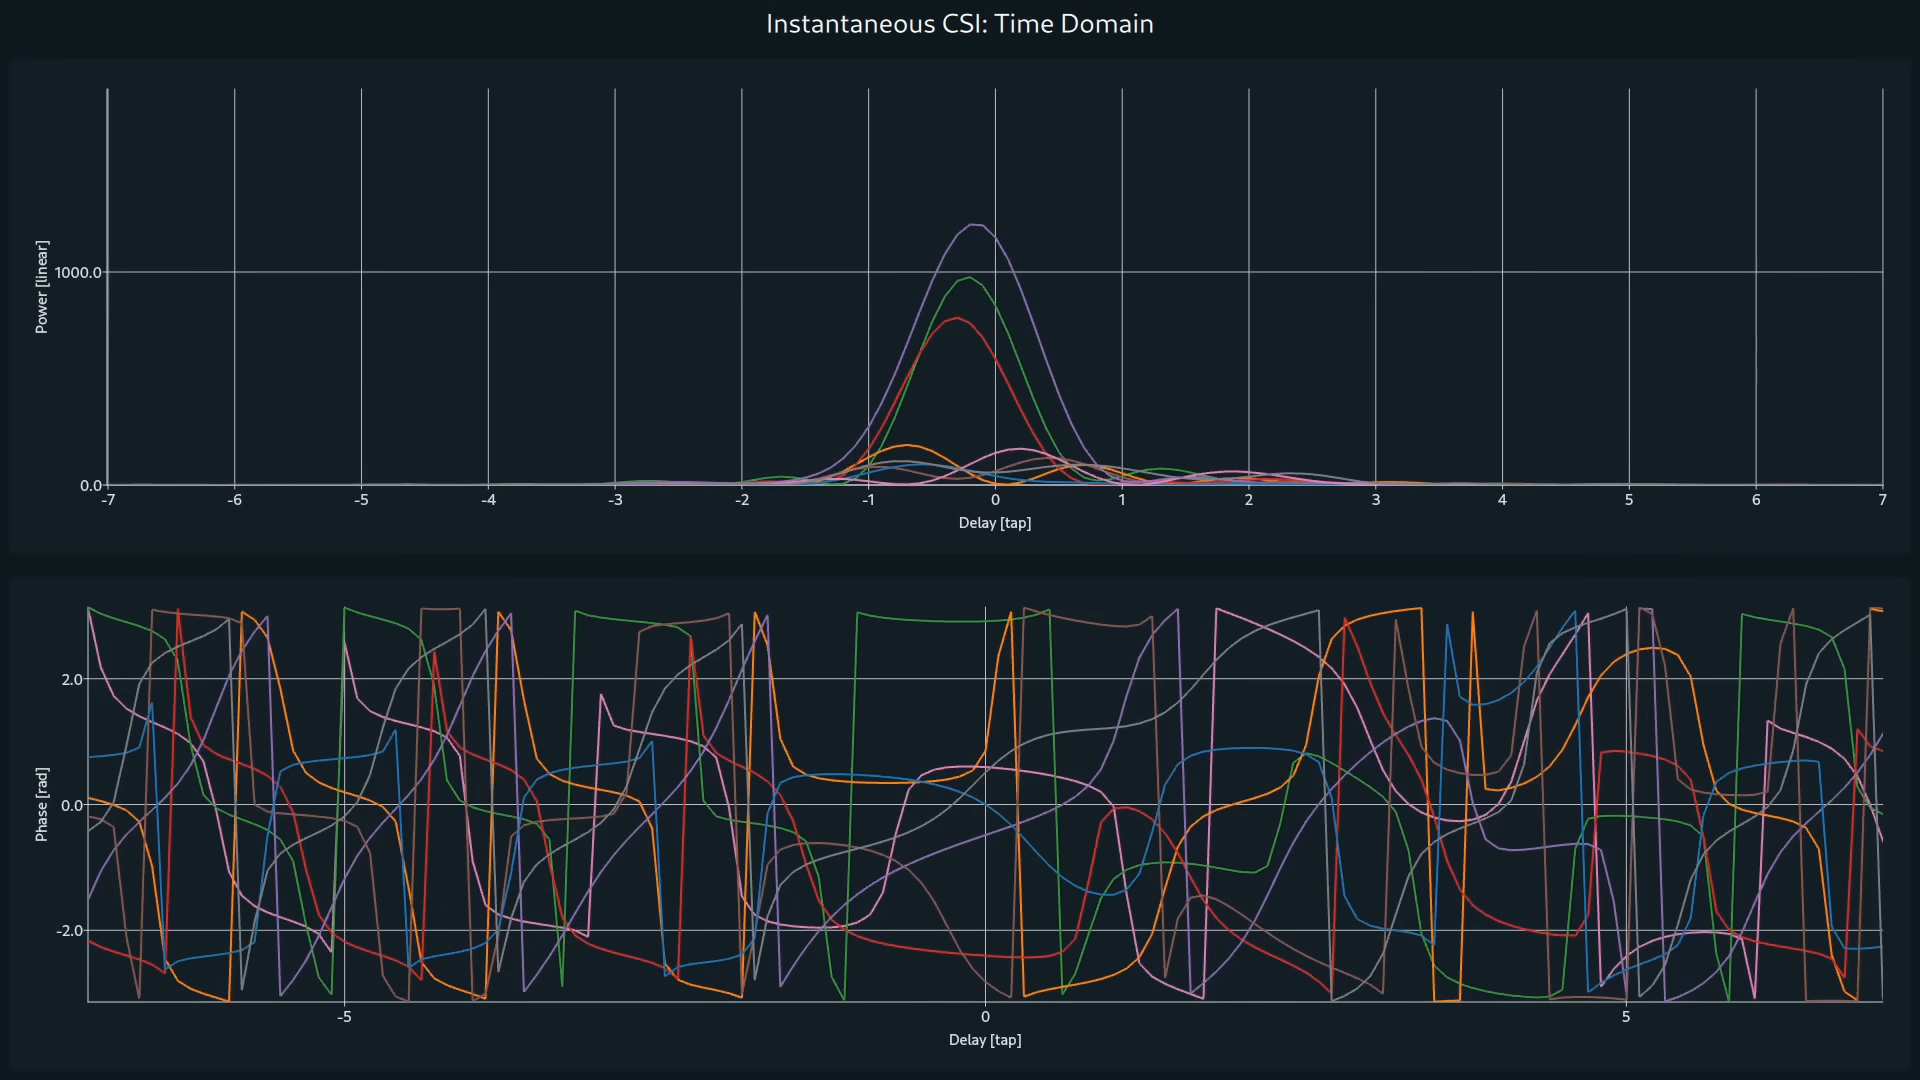 Instantaneous CSI: Time Domain
Power [linear]
1000.0
0.0
-7 -6 -5 -4 -3 -2 -1 0 1 2 3 4 5 6 7
Delay [tap]
Phase [rad]
2.0
0.0
-2.0
-5 0 5
Delay [tap]